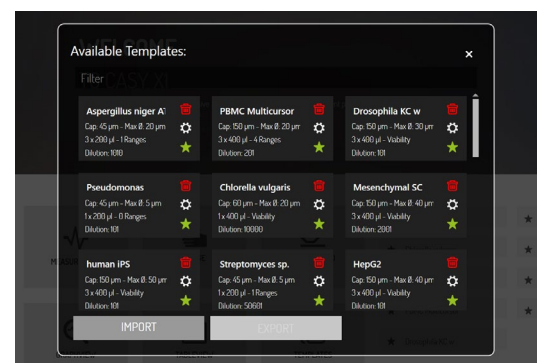 Available Templates:
×
Filter
Aspergillus niger A
Cap: 45 µm - Max Ø: 20 µm
3 x 200 µl - 1 Ranges
Dilution: 1010
PBMC Multicursor
Cap: 150 µm - Max Ø: 20 µm
3 x 400 µl - 4 Ranges
Dilution: 201
Drosophila KC w
Cap: 150 µm - Max Ø: 30 µm
3 x 400 µl - Viability
Dilution: 101
Pseudomonas
Cap: 45 µm - Max Ø: 5 µm
1 x 200 µl - 0 Ranges
Dilution: 101
Chlorella vulgaris
Cap: 60 µm - Max Ø: 20 µm
1 x 400 µl - Viability
Dilution: 10000
Mesenchymal SC
Cap: 150 µm - Max Ø: 40 µm
3 x 400 µl - Viability
Dilution: 2001
human iPS
Cap: 150 µm - Max Ø: 50 µm
3 x 400 µl - Viability
Dilution: 101
Streptomyces sp.
Cap: 45 µm - Max Ø: 5 µm
1 x 200 µl - 1 Ranges
Dilution: 50601
HepG2
Cap: 150 µm - Max Ø: 40 µm
3 x 400 µl - Viability
Dilution: 101
IMPORT
EXPORT